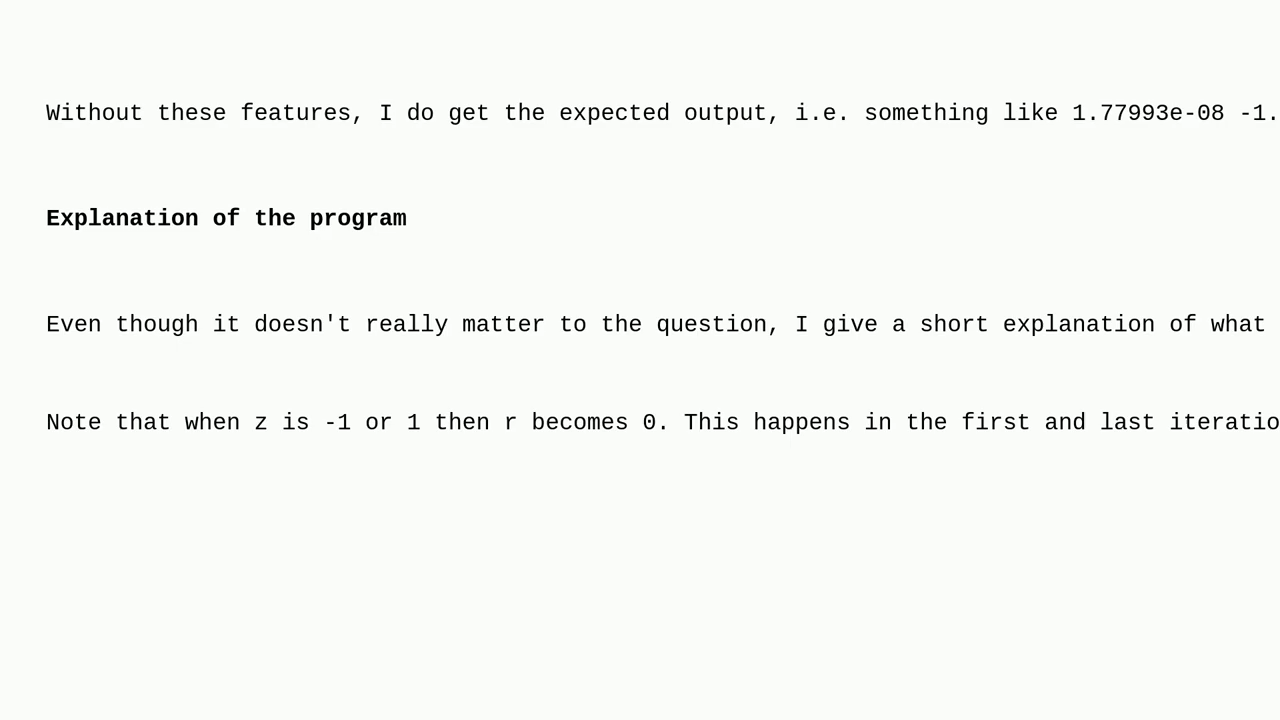 Without these features, I do get the expected output, i.e. something like 1.77993e-08 -1.
Explanation of the program
Even though it doesn't really matter to the question, I give a short explanation of what
Note that when z is -1 or 1 then r becomes 0. This happens in the first and last iteratio